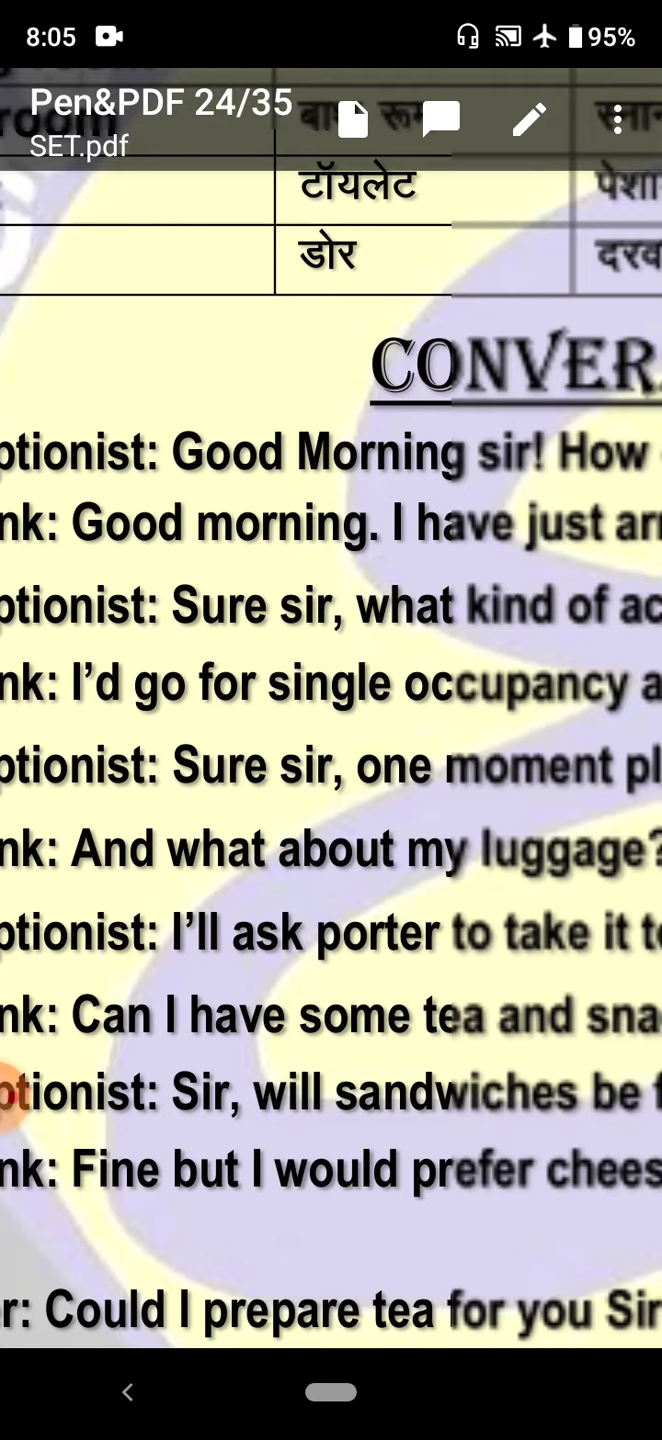 8:05 95%
Pen&PDF 24/35
SET.pdf
room बाथ रूम
टॉयलेट पेशा
डोर दरव
CONVER
ptionist: Good Morning sir! How
nk: Good morning. I have just arr
ptionist: Sure sir, what kind of ac
nk: I’d go for single occupancy a
ptionist: Sure sir, one moment pl
nk: And what about my luggage?
ptionist: I’ll ask porter to take it to
nk: Can I have some tea and sna
ptionist: Sir, will sandwiches be f
nk: Fine but I would prefer chees
r: Could I prepare tea for you Sir